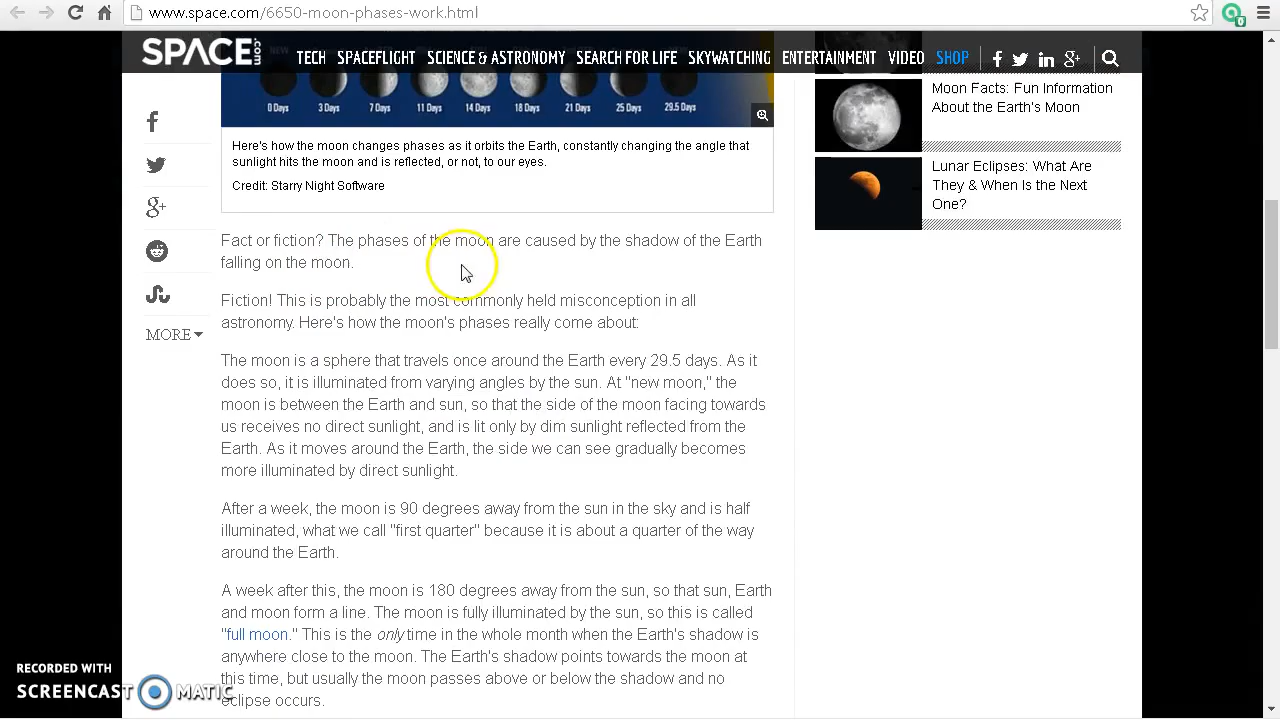 www.space.com/6650-moon-phases-work.html
0
SPACE.com
TECH SPACEFLIGHT SCIENCE & ASTRONOMY SEARCH FOR LIFE SKYWATCHING ENTERTAINMENT VIDEO SHOP
0 Days 3 Days 7 Days 11 Days 14 Days 18 Days 21 Days 25 Days 29.5 days
Here's how the moon changes phases as it orbits the Earth, constantly changing the angle that
sunlight hits the moon and is reflected, or not, to our eyes.
Credit: Starry Night Software
Fact or fiction? The phases of the moon are caused by the shadow of the Earth
falling on the moon.
Fiction! This is probably the most commonly held misconception in all
astronomy. Here's how the moon's phases really come about:
The moon is a sphere that travels once around the Earth every 29.5 days. As it
does so, it is illuminated from varying angles by the sun. At "new moon," the
moon is between the Earth and sun, so that the side of the moon facing towards
us receives no direct sunlight, and is lit only by dim sunlight reflected from the
Earth. As it moves around the Earth, the side we can see gradually becomes
more illuminated by direct sunlight.
After a week, the moon is 90 degrees away from the sun in the sky and is half
illuminated, what we call "first quarter" because it is about a quarter of the way
around the Earth.
A week after this, the moon is 180 degrees away from the sun, so that sun, Earth
and moon form a line. The moon is fully illuminated by the sun, so this is called
"full moon." This is the only time in the whole month when the Earth's shadow is
anywhere close to the moon. The Earth's shadow points towards the moon at
this time, but usually the moon passes above or below the shadow and no
eclipse occurs.
MORE
Moon Facts: Fun Information
About the Earth's Moon
Lunar Eclipses: What Are
They & When Is the Next
One?
RECORDED WITH
SCREENCAST MATIC